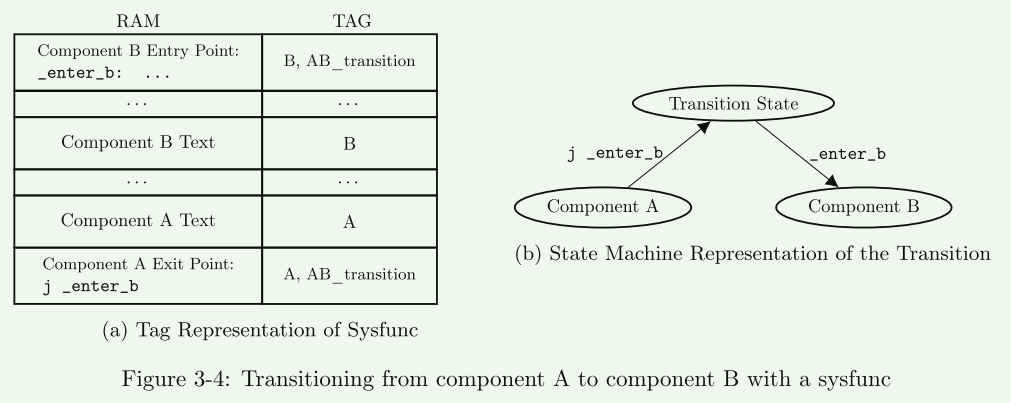 RAM TAG
Component B Entry Point:
_enter_b: ...
B, AB_transition
... ...
Component B Text B
... ...
Component A Text A
Component A Exit Point:
j _enter_b
A, AB_transition
(a) Tag Representation of Sysfunc
Transition State
j _enter_b
_enter_b
Component A
Component B
(b) State Machine Representation of the Transition
Figure 3-4: Transitioning from component A to component B with a sysfunc